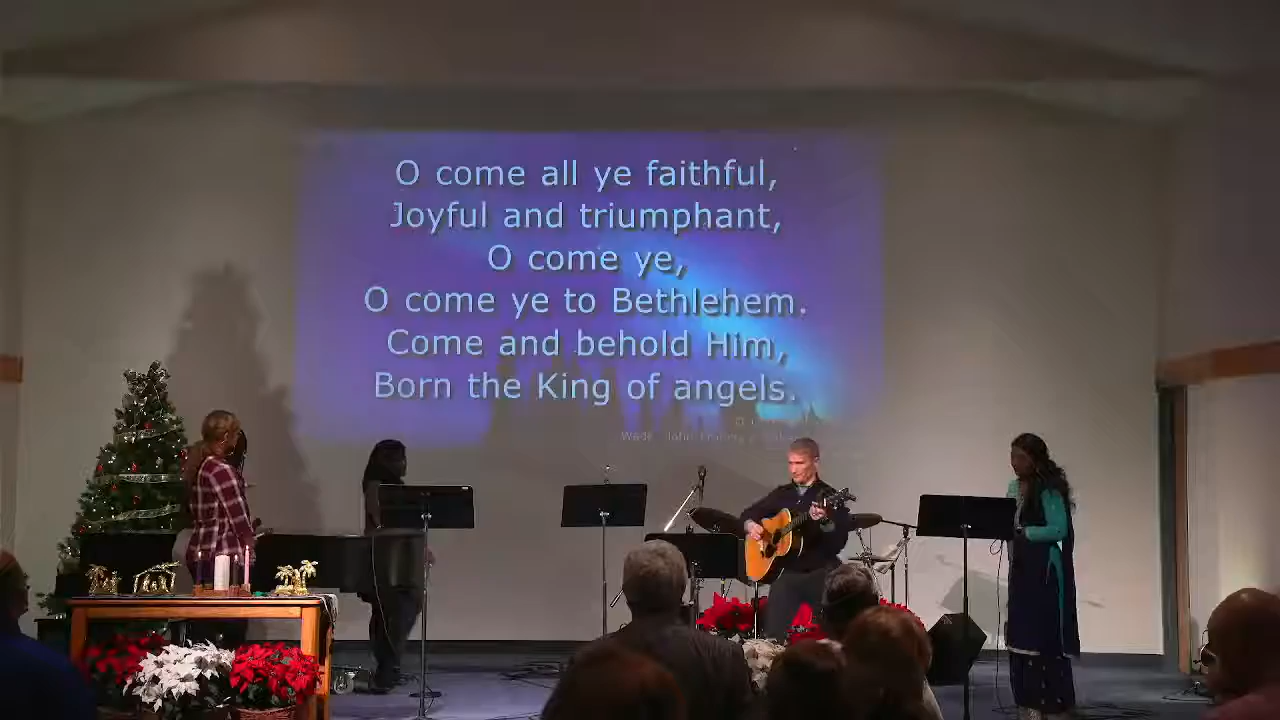 O come all ye faithful,
Joyful and triumphant,
O come ye,
O come ye to Bethlehem.
Come and behold Him,
Born the King of angels.